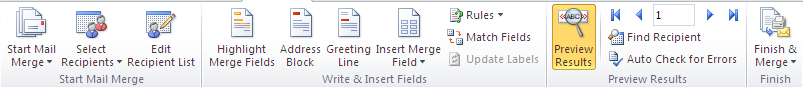 Start Mail Merge
Select Recipients
Edit Recipient List
Start Mail Merge
Highlight Merge Fields
Address Block
Greeting Line
Insert Merge Field
Rules
Match Fields
Update Labels
Write & Insert Fields
ABC
Preview Results
1
Find Recipient
Auto Check for Errors
Preview Results
Finish & Merge
Finish